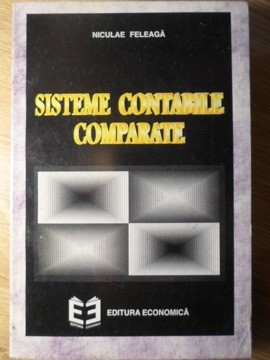 NICULAE FELEAGĂ
SISTEME CONTABILE
COMPARATE
EDITURA ECONOMICĂ